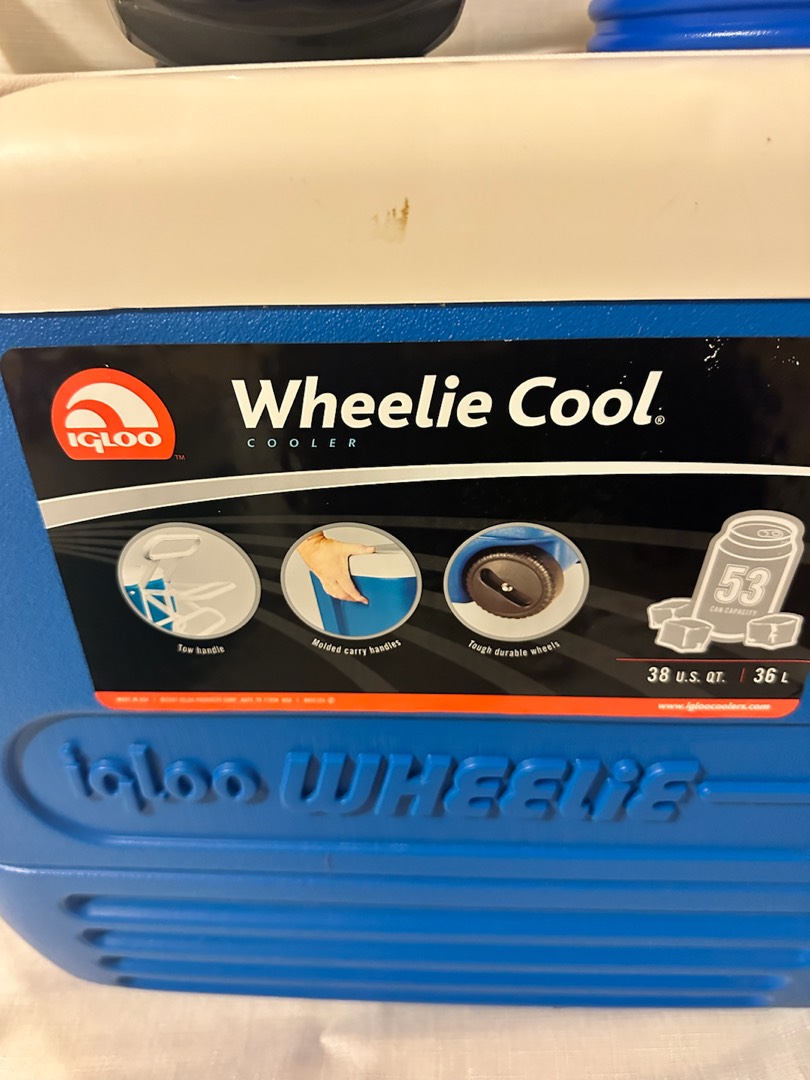 IGLOO
TM
Wheelie Cool®
COOLER
53
CAN CAPACITY
Tow handle
Molded carry handles
Tough durable wheels
38 U.S. QT. | 36 L
www.igloocoolers.com
igloo WHEELiE